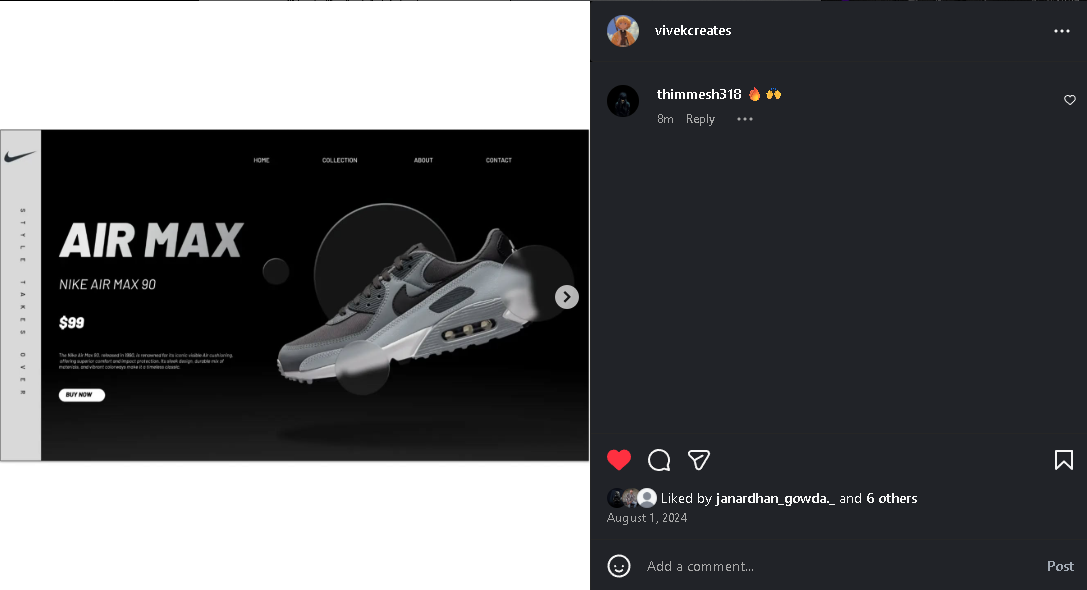 vivekcreates
thimmesh318 🔥 🙌
8m Reply
HOME COLLECTION ABOUT CONTACT
STYLE TAKES OVER
AIR MAX
NIKE AIR MAX 90
$99
The Nike Air Max 90, released in 1990, is renowned for its iconic visible Air cushioning,
offering superior comfort and impact protection. Its sleek design, durable mix of
materials, and vibrant colorways make it a timeless classic.
BUY NOW
Liked by janardhan_gowda._ and 6 others
August 1, 2024
Add a comment...
Post